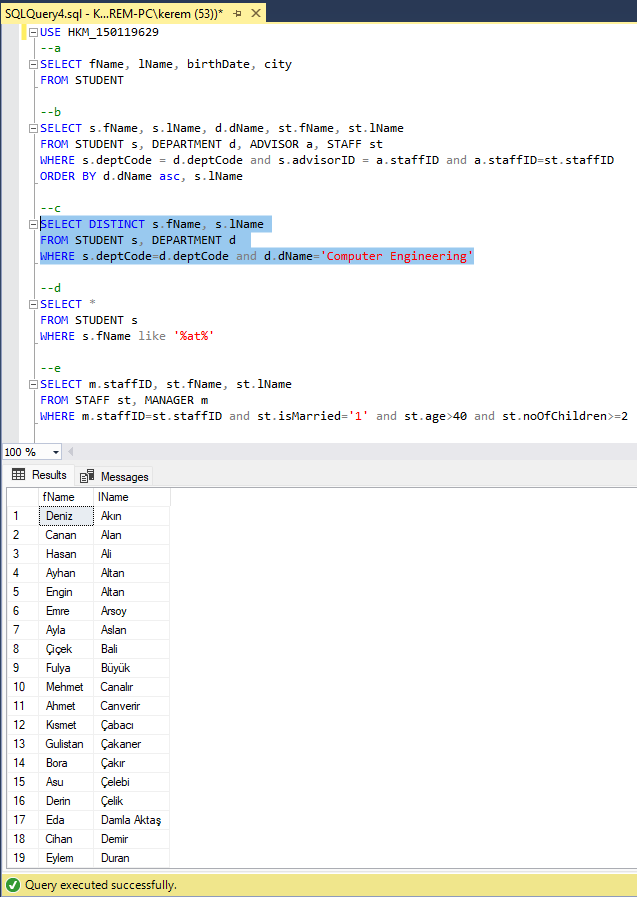 SQLQuery4.sql - K...REM-PC\kerem (53))*
USE HKM_150119629
--a
SELECT fName, lName, birthDate, city
FROM STUDENT
--b
SELECT s.fName, s.lName, d.dName, st.fName, st.lName
FROM STUDENT s, DEPARTMENT d, ADVISOR a, STAFF st
WHERE s.deptCode = d.deptCode and s.advisorID = a.staffID and a.staffID=st.staffID
ORDER BY d.dName asc, s.lName
--c
SELECT DISTINCT s.fName, s.lName
FROM STUDENT s, DEPARTMENT d
WHERE s.deptCode=d.deptCode and d.dName='Computer Engineering'
--d
SELECT *
FROM STUDENT s
WHERE s.fName like '%at%'
--e
SELECT m.staffID, st.fName, st.lName
FROM STAFF st, MANAGER m
WHERE m.staffID=st.staffID and st.isMarried='1' and st.age>40 and st.noOfChildren>=2
100 %
Results Messages
fName lName
1 Deniz Akın
2 Canan Alan
3 Hasan Ali
4 Ayhan Altan
5 Engin Altan
6 Emre Arsoy
7 Ayla Aslan
8 Çiçek Bali
9 Fulya Büyük
10 Mehmet Canalır
11 Ahmet Canverir
12 Kısmet Çabacı
13 Gulistan Çakaner
14 Bora Çakır
15 Asu Çelebi
16 Derin Çelik
17 Eda Damla Aktaş
18 Cihan Demir
19 Eylem Duran
Query executed successfully.